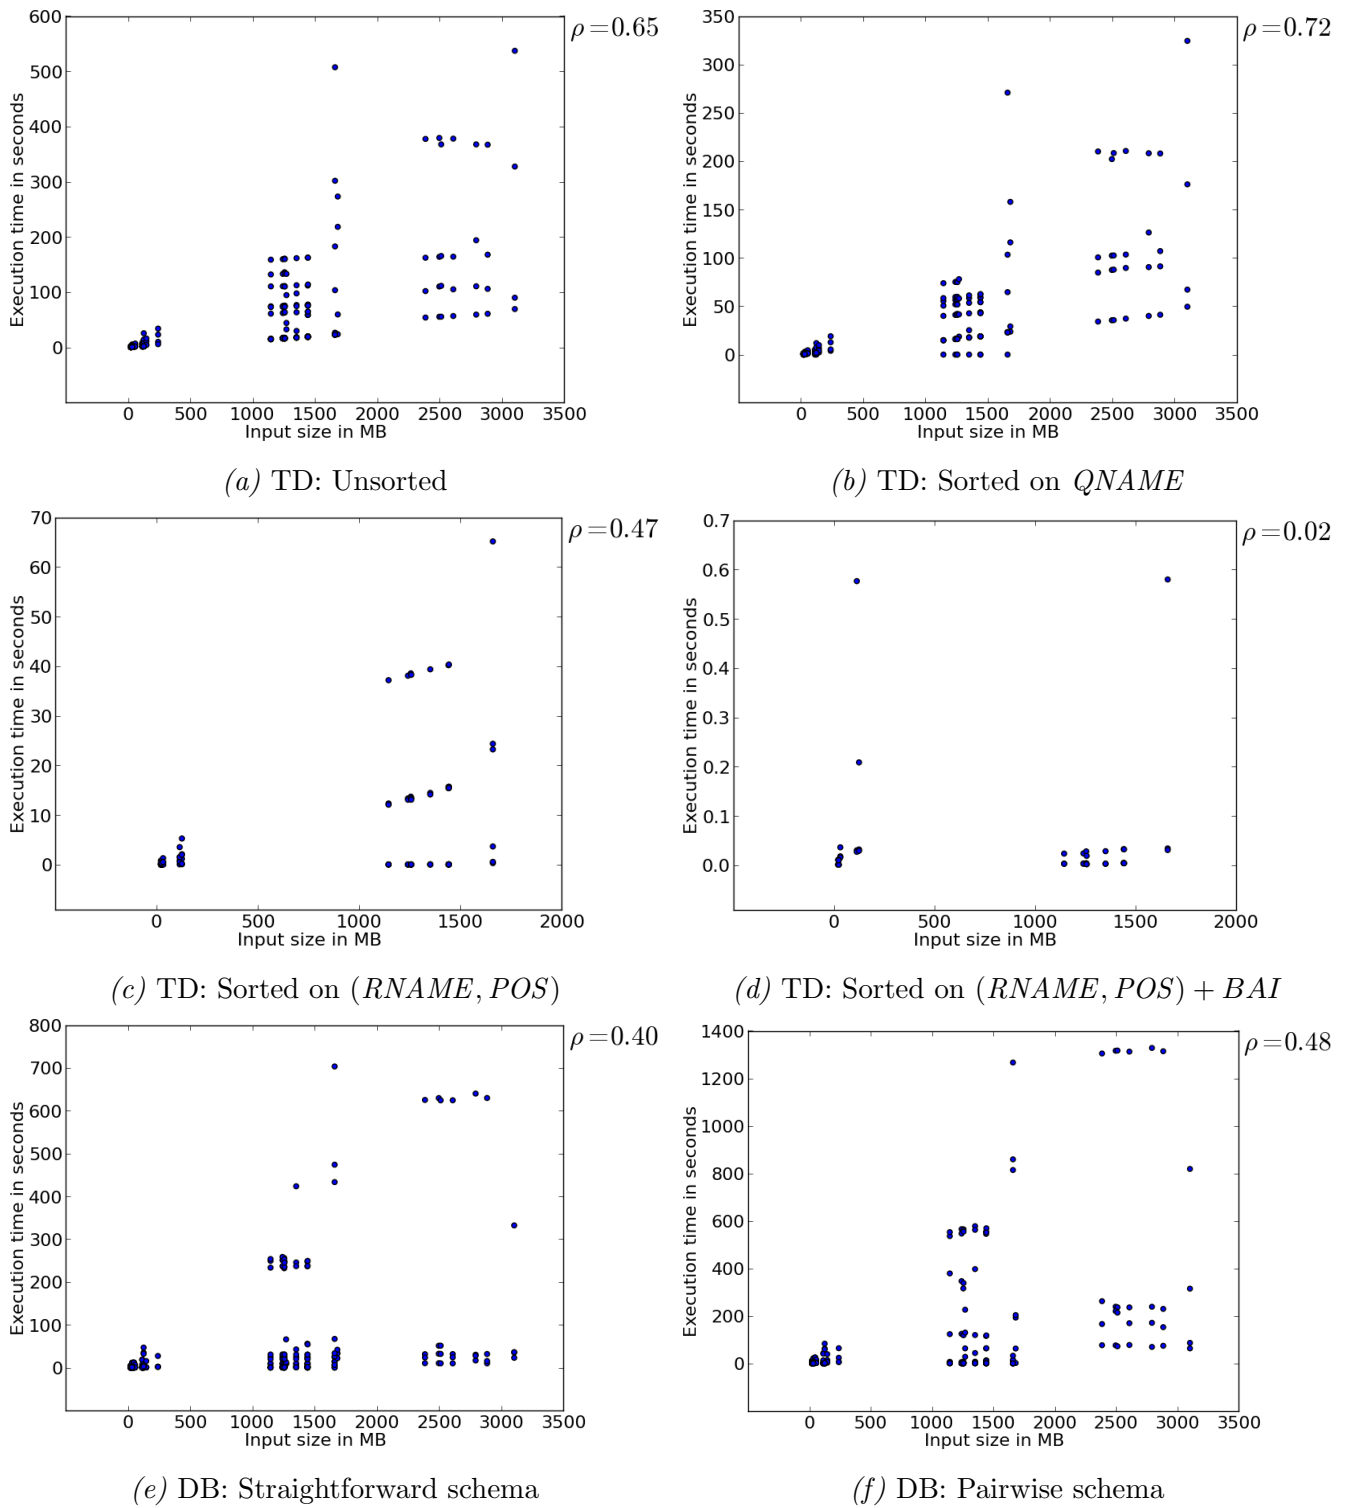 600
500
400
300
200
100
0
Execution time in seconds
0 500 1000 1500 2000 2500 3000 3500
Input size in MB
ρ=0.65
(a) TD: Unsorted
350
300
250
200
150
100
50
0
Execution time in seconds
0 500 1000 1500 2000 2500 3000 3500
Input size in MB
ρ=0.72
(b) TD: Sorted on QNAME
70
60
50
40
30
20
10
0
Execution time in seconds
0 500 1000 1500 2000
Input size in MB
ρ=0.47
(c) TD: Sorted on (RNAME, POS)
0.7
0.6
0.5
0.4
0.3
0.2
0.1
0.0
Execution time in seconds
0 500 1000 1500 2000
Input size in MB
ρ=0.02
(d) TD: Sorted on (RNAME, POS) + BAI
800
700
600
500
400
300
200
100
0
Execution time in seconds
0 500 1000 1500 2000 2500 3000 3500
Input size in MB
ρ=0.40
(e) DB: Straightforward schema
1400
1200
1000
800
600
400
200
0
Execution time in seconds
0 500 1000 1500 2000 2500 3000 3500
Input size in MB
ρ=0.48
(f) DB: Pairwise schema